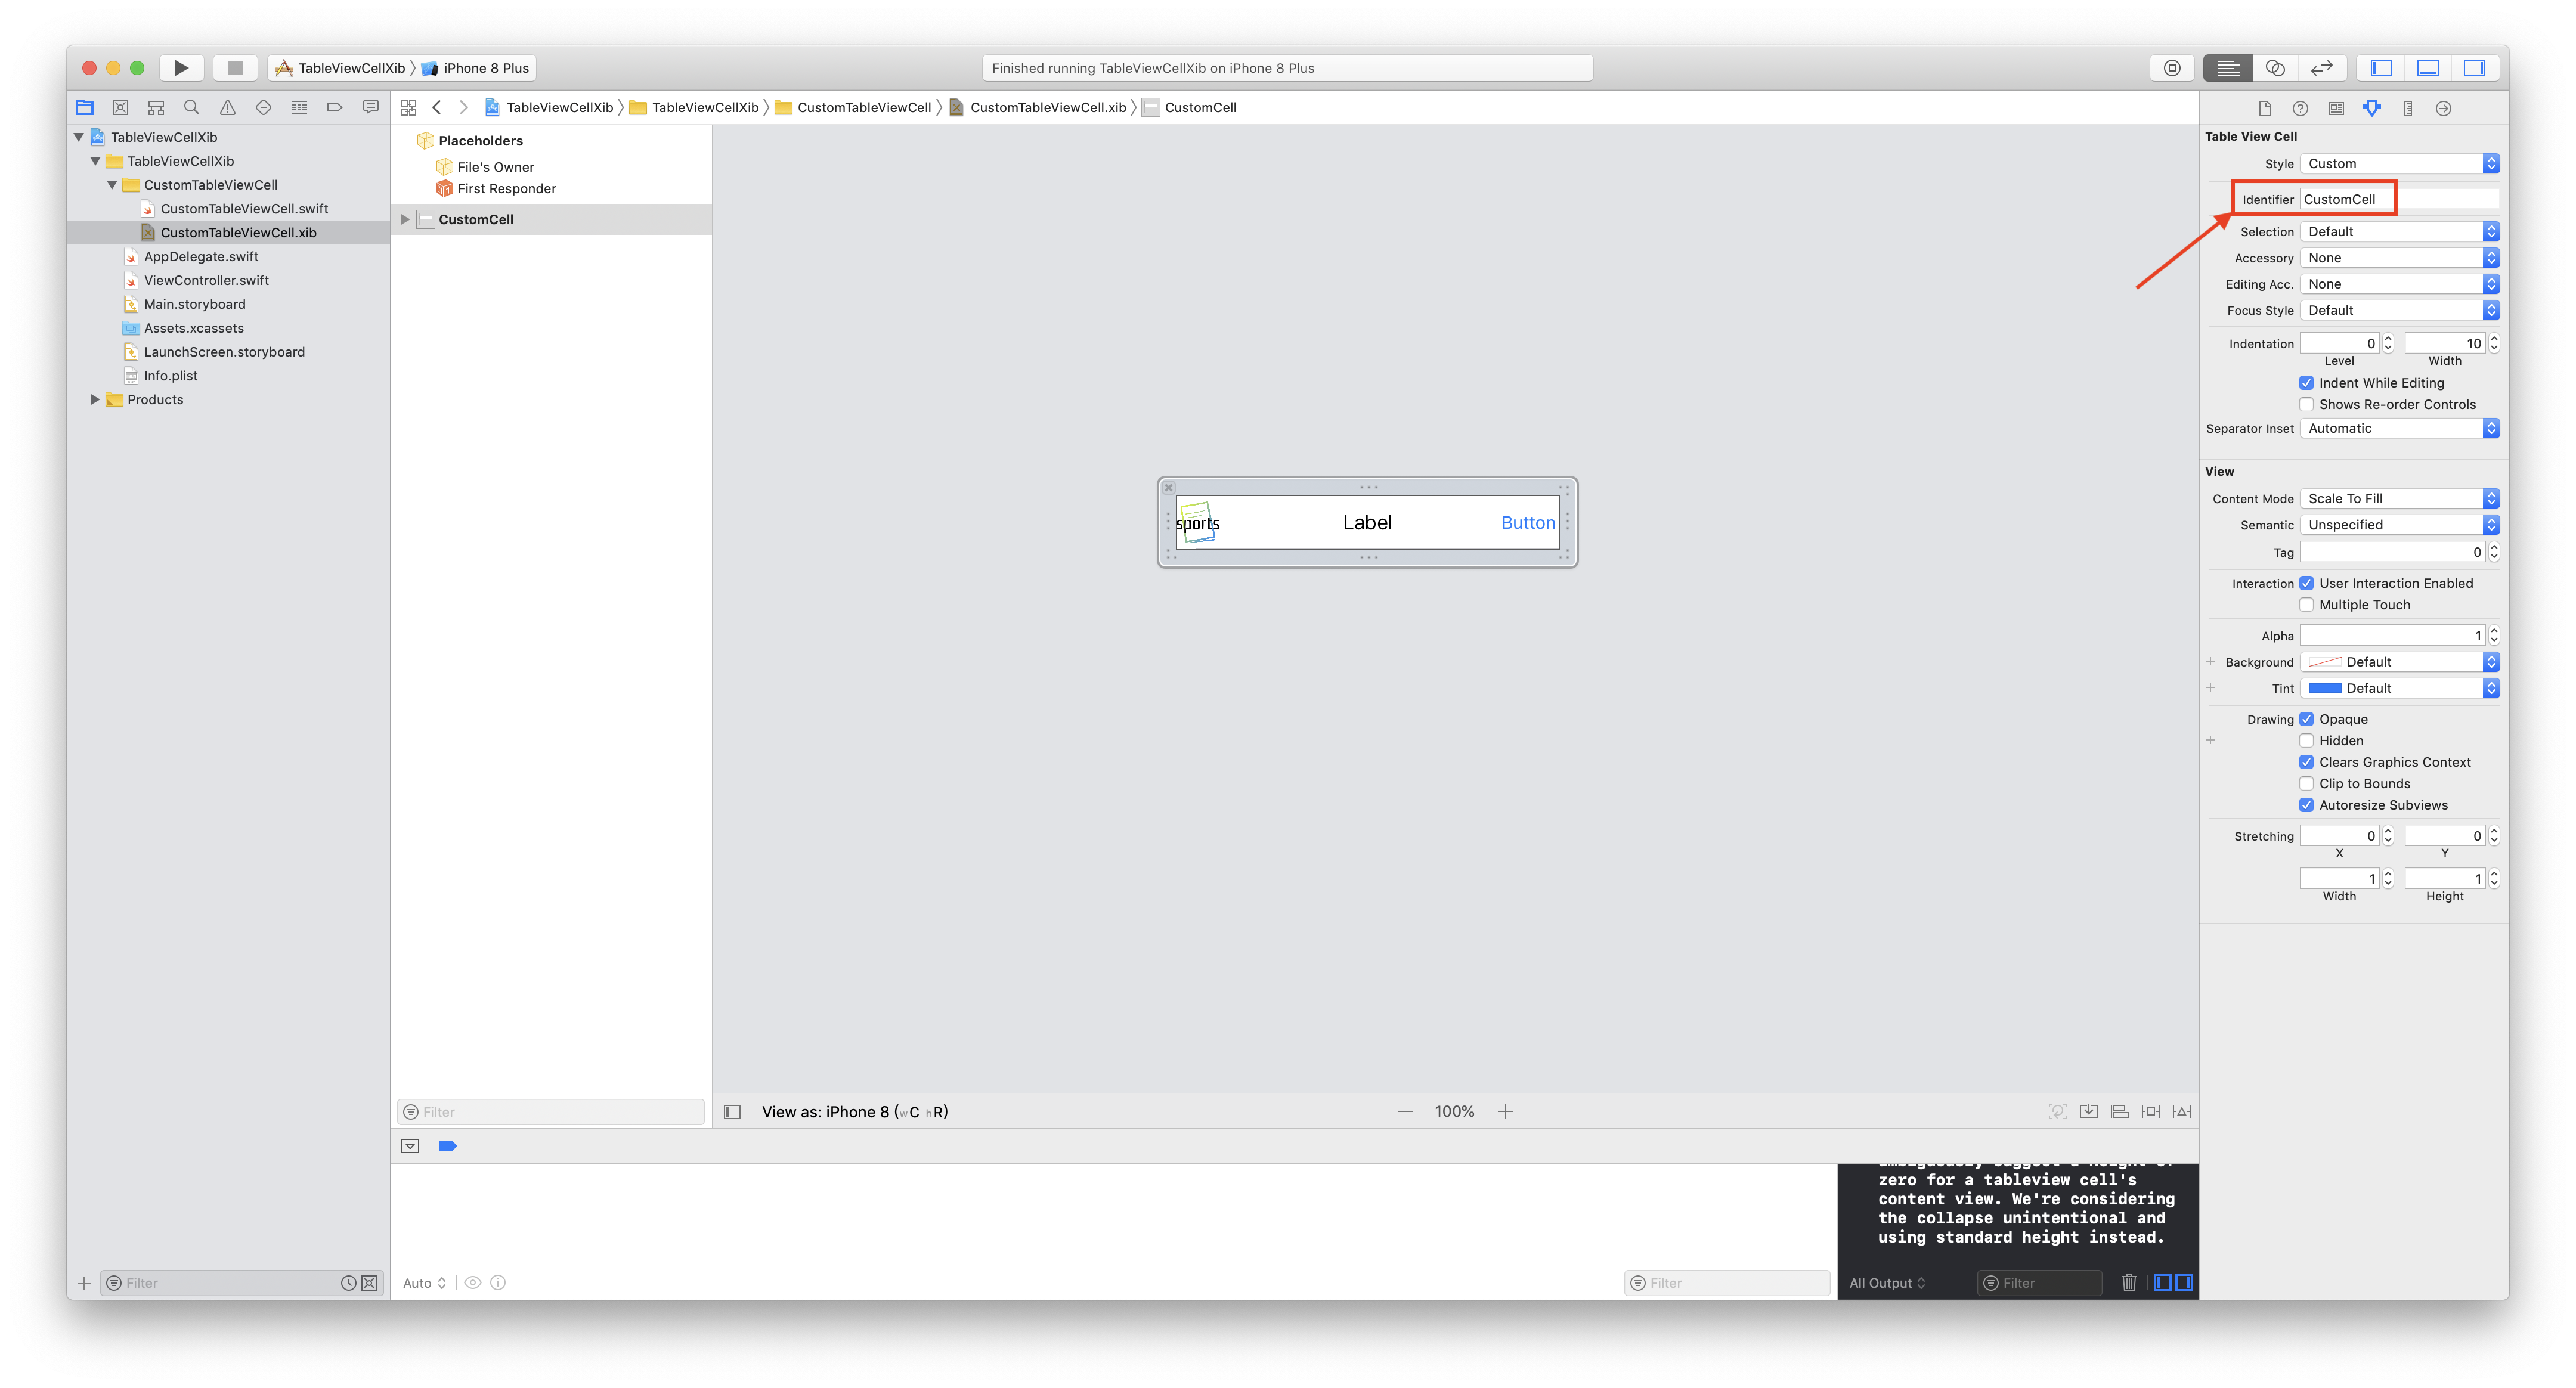 TableViewCellXib
iPhone 8 Plus
Finished running TableViewCellXib on iPhone 8 Plus
TableViewCellXib
TableViewCellXib
CustomTableViewCell
CustomTableViewCell.swift
CustomTableViewCell.xib
AppDelegate.swift
ViewController.swift
Main.storyboard
Assets.xcassets
LaunchScreen.storyboard
Info.plist
Products
Filter
TableViewCellXib
TableViewCellXib
CustomTableViewCell
CustomTableViewCell.xib
CustomCell
Placeholders
File's Owner
First Responder
CustomCell
Filter
sports
Label
Button
View as: iPhone 8 (wC hR)
100%
Auto
Filter
ambiguously suggest a height of
zero for a tableview cell's
content view. We're considering
the collapse unintentional and
using standard height instead.
All Output
Filter
Table View Cell
Style Custom
Identifier CustomCell
Selection Default
Accessory None
Editing Acc. None
Focus Style Default
Indentation 0 10
Level Width
Indent While Editing
Shows Re-order Controls
Separator Inset Automatic
View
Content Mode Scale To Fill
Semantic Unspecified
Tag 0
Interaction User Interaction Enabled
Multiple Touch
Alpha 1
Background Default
Tint Default
Drawing Opaque
Hidden
Clears Graphics Context
Clip to Bounds
Autoresize Subviews
Stretching 0 0
X Y
1 1
Width Height